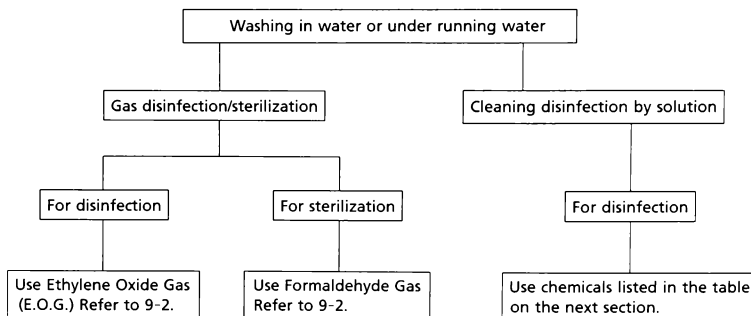 Washing in water or under running water
Gas disinfection/sterilization
Cleaning disinfection by solution
For disinfection
For sterilization
For disinfection
Use Ethylene Oxide Gas
(E.O.G.) Refer to 9-2.
Use Formaldehyde Gas
Refer to 9-2.
Use chemicals listed in the table
on the next section.